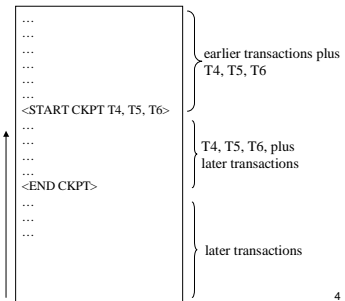 …
…
…
…
…
…
<START CKPT T4, T5, T6>
…
…
…
…
<END CKPT>
…
…
…
earlier transactions plus
T4, T5, T6
T4, T5, T6, plus
later transactions
later transactions
4